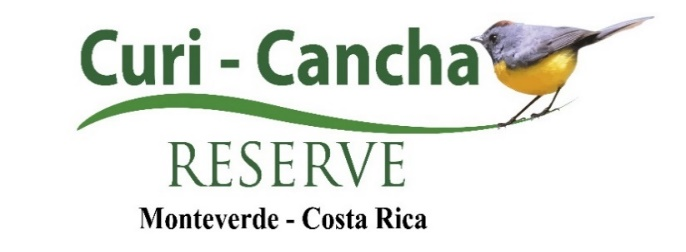 Curi - Cancha
RESERVE
Monteverde - Costa Rica